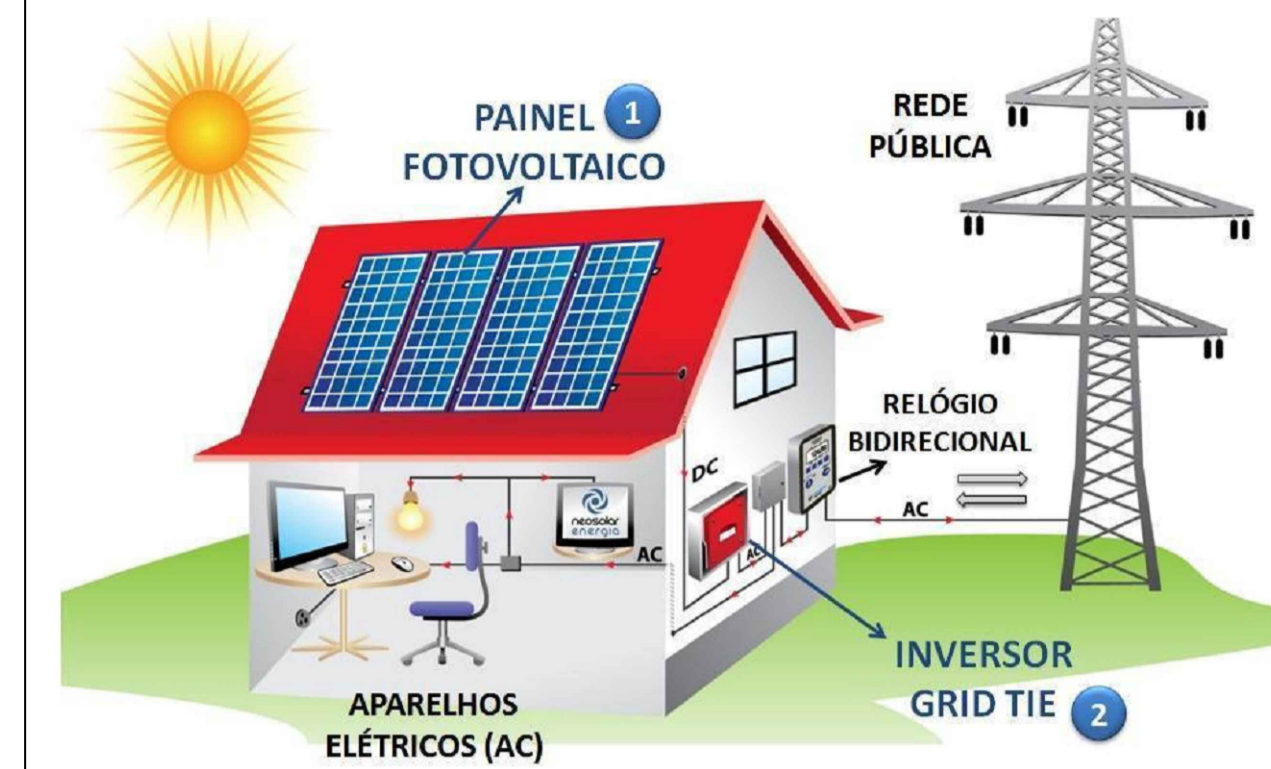 PAINEL 1
FOTOVOLTAICO
REDE
PÚBLICA
RELÓGIO
BIDIRECIONAL
DC
AC
AC
neosolar
energia
AC
INVERSOR
GRID TIE 2
APARELHOS
ELÉTRICOS (AC)